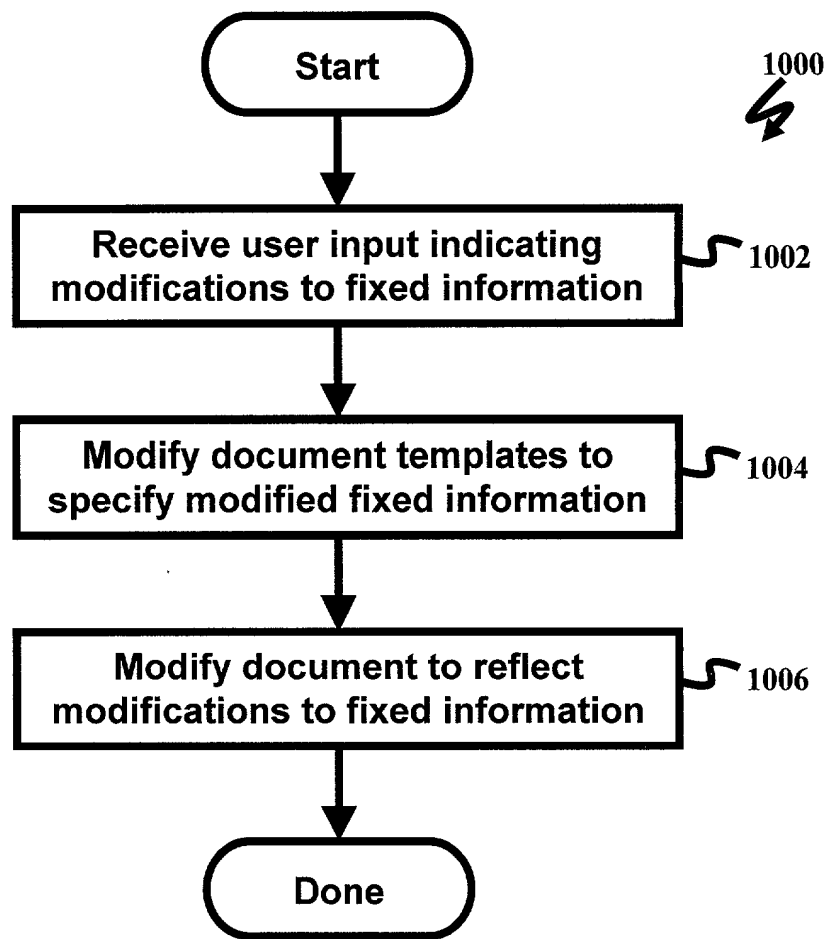 Start
1000
Receive user input indicating
modifications to fixed information
1002
Modify document templates to
specify modified fixed information
1004
Modify document to reflect
modifications to fixed information
1006
Done